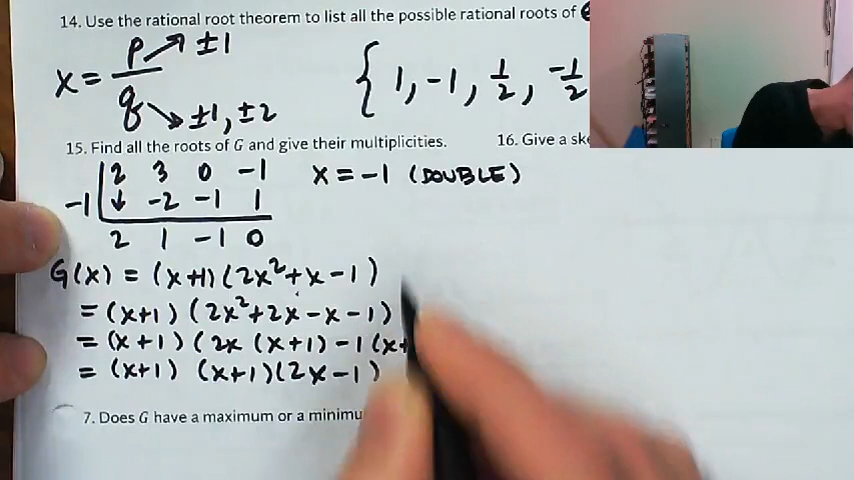 14. Use the rational root theorem to list all the possible rational roots of
x = p/q
p → ±1
q → ±1, ±2
{ 1, -1, 1/2, -1/2
15. Find all the roots of G and give their multiplicities.
16. Give a
-1 | 2 3 0 -1
↓ -2 -1 1
2 1 -1 0
x = -1 (DOUBLE)
G(x) = (x+1)(2x²+x-1)
= (x+1)(2x²+2x-x-1)
= (x+1)(2x(x+1)-1(x+
= (x+1)(x+1)(2x-1)
7. Does G have a maximum or a